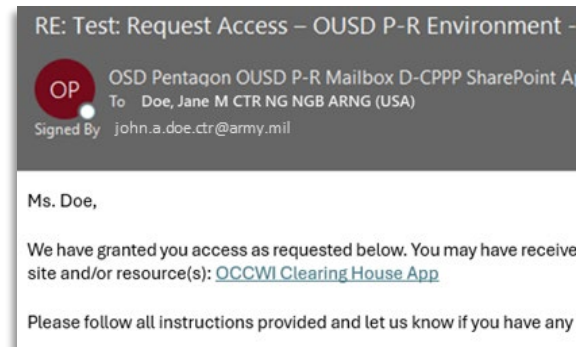 RE: Test: Request Access – OUSD P-R Environment –
OP
OSD Pentagon OUSD P-R Mailbox D-CPPP SharePoint
To Doe, Jane M CTR NG NGB ARNG (USA)
Signed By john.a.doe.ctr@army.mil
Ms. Doe,
We have granted you access as requested below. You may have receive
site and/or resource(s): OCCWI Clearing House App
Please follow all instructions provided and let us know if you have any